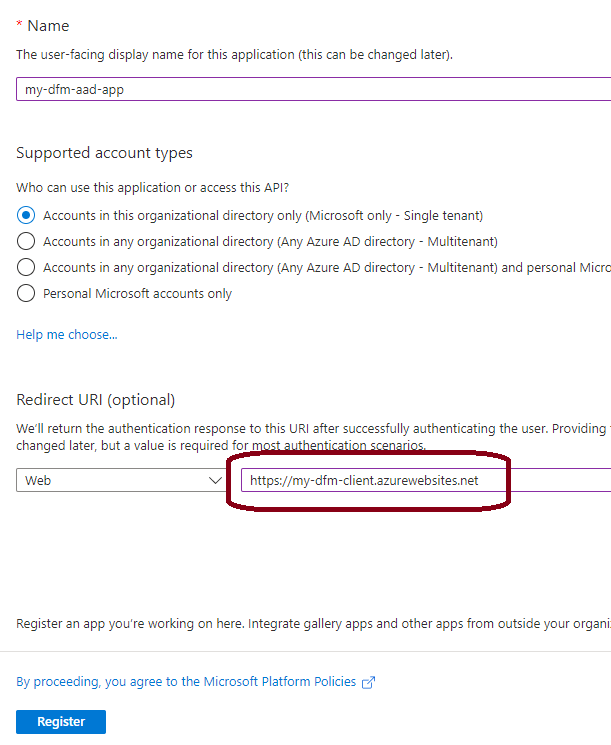 * Name
The user-facing display name for this application (this can be changed later).
my-dfm-aad-app
Supported account types
Who can use this application or access this API?
Accounts in this organizational directory only (Microsoft only - Single tenant)
Accounts in any organizational directory (Any Azure AD directory - Multitenant)
Accounts in any organizational directory (Any Azure AD directory - Multitenant) and personal Micro
Personal Microsoft accounts only
Help me choose...
Redirect URI (optional)
We'll return the authentication response to this URI after successfully authenticating the user. Providing
changed later, but a value is required for most authentication scenarios.
Web
https://my-dfm-client.azurewebsites.net
Register an app you're working on here. Integrate gallery apps and other apps from outside your organi
By proceeding, you agree to the Microsoft Platform Policies
Register